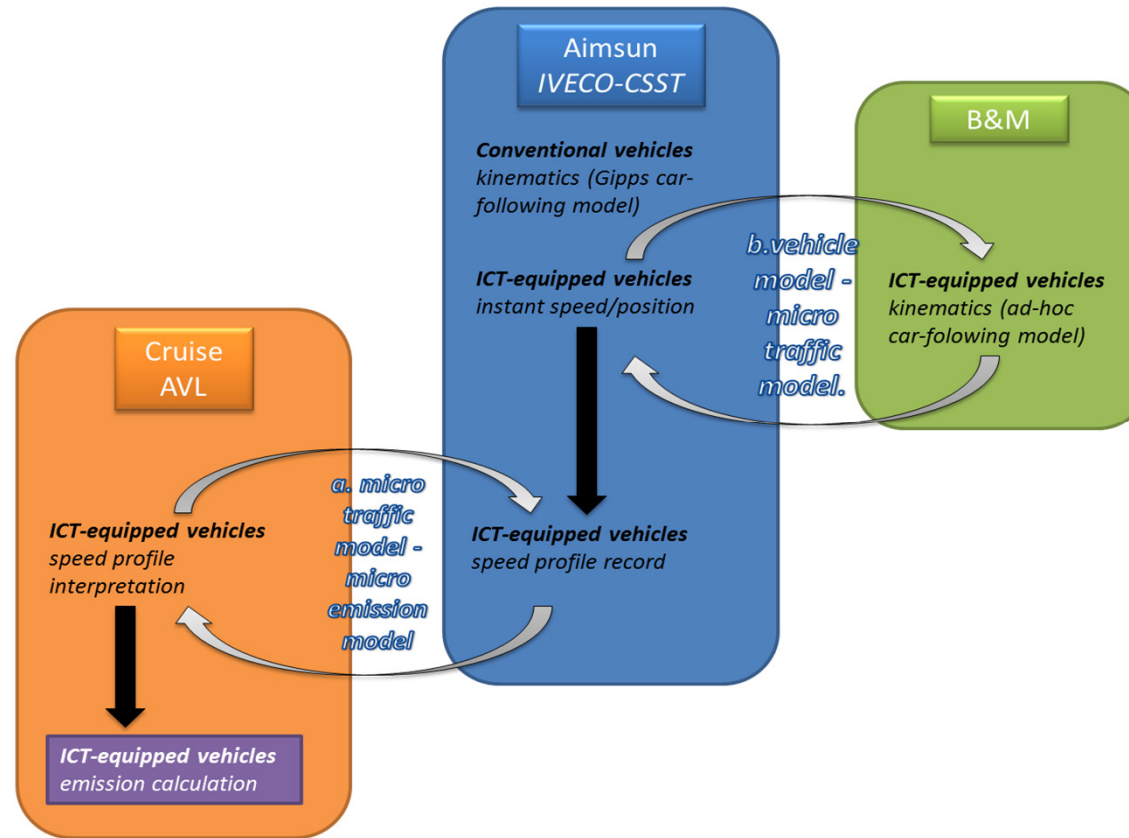 Aimsun
IVECO-CSST
Conventional vehicles
kinematics (Gipps car-
following model)
ICT-equipped vehicles
instant speed/position
ICT-equipped vehicles
speed profile record
B&M
ICT-equipped vehicles
kinematics (ad-hoc
car-folowing model)
b.vehicle
model -
micro
traffic
model.
Cruise
AVL
ICT-equipped vehicles
speed profile
interpretation
ICT-equipped vehicles
emission calculation
a. micro
traffic
model -
micro
emission
model